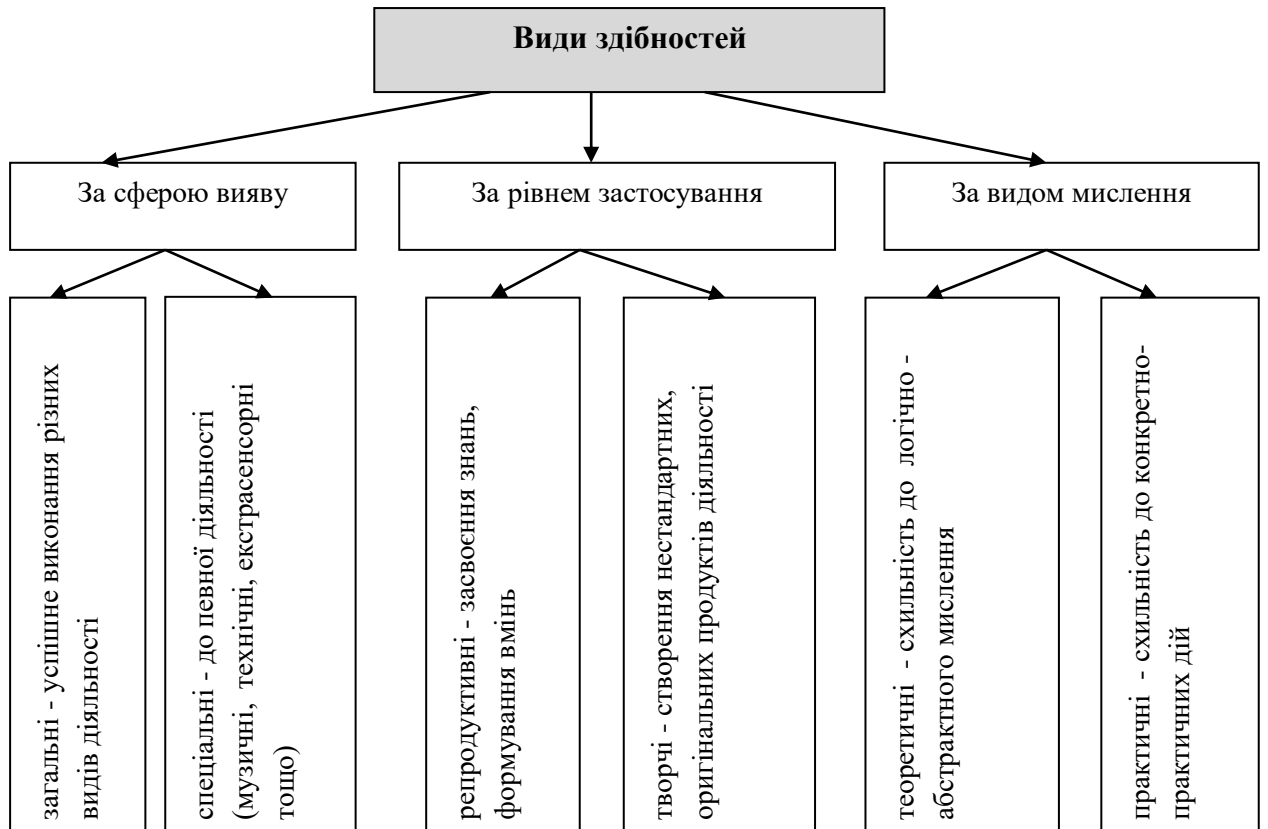 Види здібностей
За сферою вияву
За рівнем застосування
За видом мислення
загальні - успішне виконання різних
видів діяльності
спеціальні - до певної діяльності
(музичні, технічні, екстрасенсорні
тощо)
репродуктивні - засвоєння знань,
формування вмінь
творчі - створення нестандартних,
оригінальних продуктів діяльності
теоретичні - схильність до логічно -
абстрактного мислення
практичні - схильність до конкретно-
практичних дій